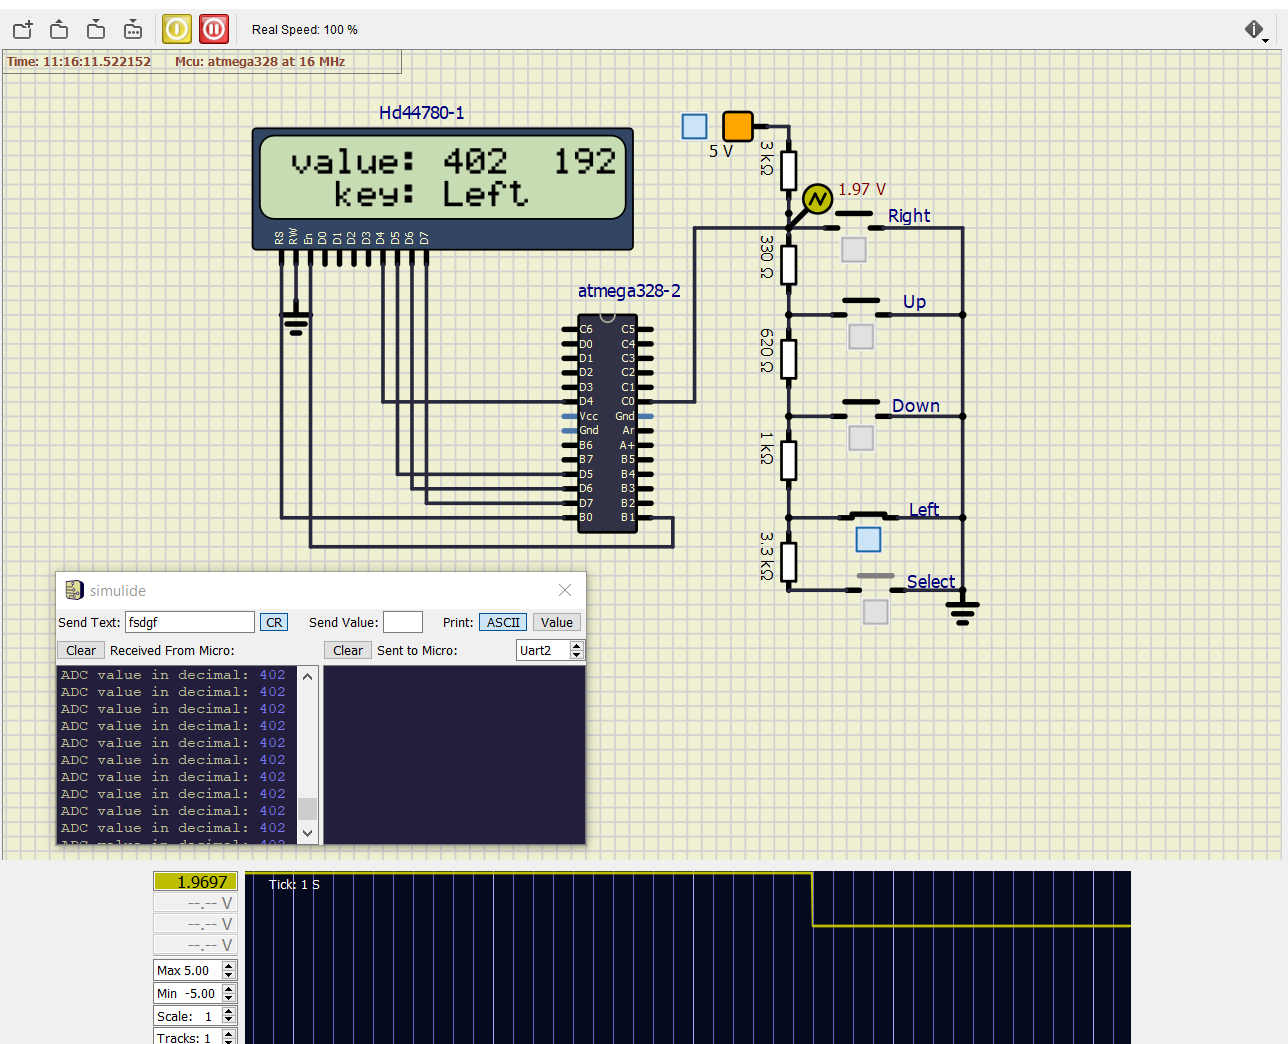 Real Speed: 100 %
Time: 11:16:11.522152 Mcu: atmega328 at 16 MHz
Hd44780-1
value: 402 192
key: Left
RS RW En D0 D1 D2 D3 D4 D5 D6 D7
5 V
3 kΩ
1.97 V
Right
330 Ω
Up
620 Ω
Down
1 kΩ
Left
3.3 kΩ
Select
atmega328-2
C6 C5
D0 C4
D1 C3
D2 C2
D3 C1
D4 C0
Vcc Gnd
Gnd Ar
B6 A+
B7 B5
D5 B4
D6 B3
D7 B2
B0 B1
simulide
Send Text: fsdgf CR Send Value: Print: ASCII Value
Clear Received From Micro: Clear Sent to Micro: Uart2
ADC value in decimal: 402
ADC value in decimal: 402
ADC value in decimal: 402
ADC value in decimal: 402
ADC value in decimal: 402
ADC value in decimal: 402
ADC value in decimal: 402
ADC value in decimal: 402
ADC value in decimal: 402
ADC value in decimal: 402
ADC value in decimal: 402
1.9697
Tick: 1 S
--.-- V
--.-- V
--.-- V
Max 5.00
Min -5.00
Scale: 1
Tracks: 1